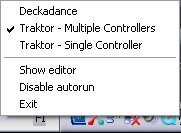 Deckadance
Traktor - Multiple Controllers
Traktor - Single Controller
Show editor
Disable autorun
Exit